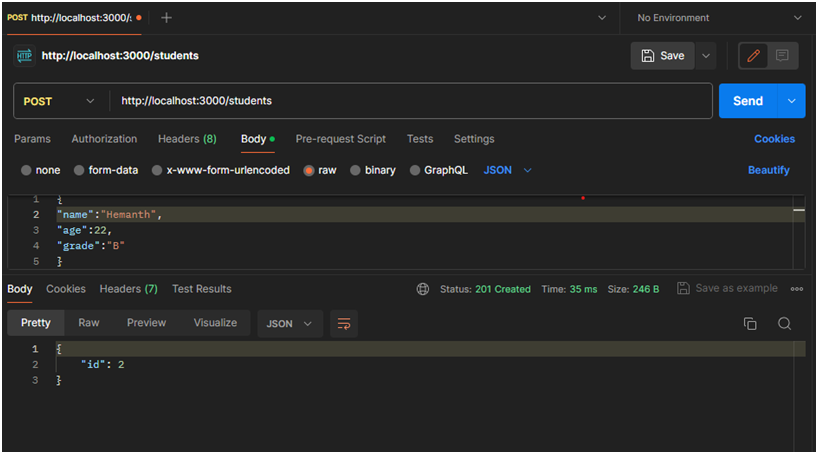 POST http://localhost:3000/: No Environment
HTTP http://localhost:3000/students Save
POST http://localhost:3000/students Send
Params Authorization Headers (8) Body Pre-request Script Tests Settings Cookies
none form-data x-www-form-urlencoded raw binary GraphQL JSON Beautify
1 {
2 "name":"Hemanth",
3 "age":22,
4 "grade":"B"
5 }
Body Cookies Headers (7) Test Results Status: 201 Created Time: 35 ms Size: 246 B Save as example
Pretty Raw Preview Visualize JSON
1 {
2 "id": 2
3 }